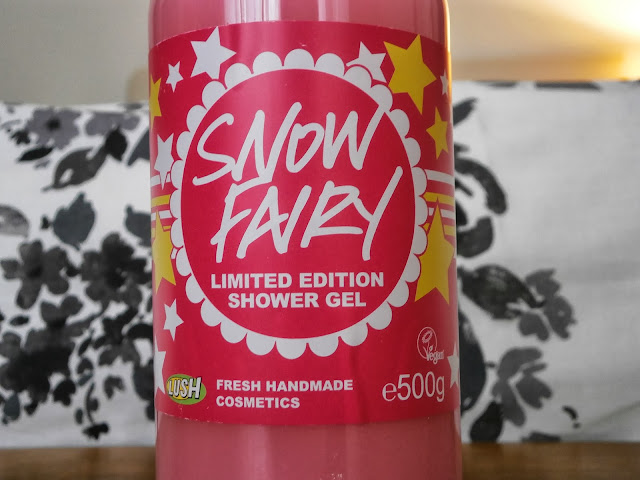 SNOW
FAIRY
LIMITED EDITION
SHOWER GEL
Vegan
LUSH
FRESH HANDMADE
COSMETICS
e500g